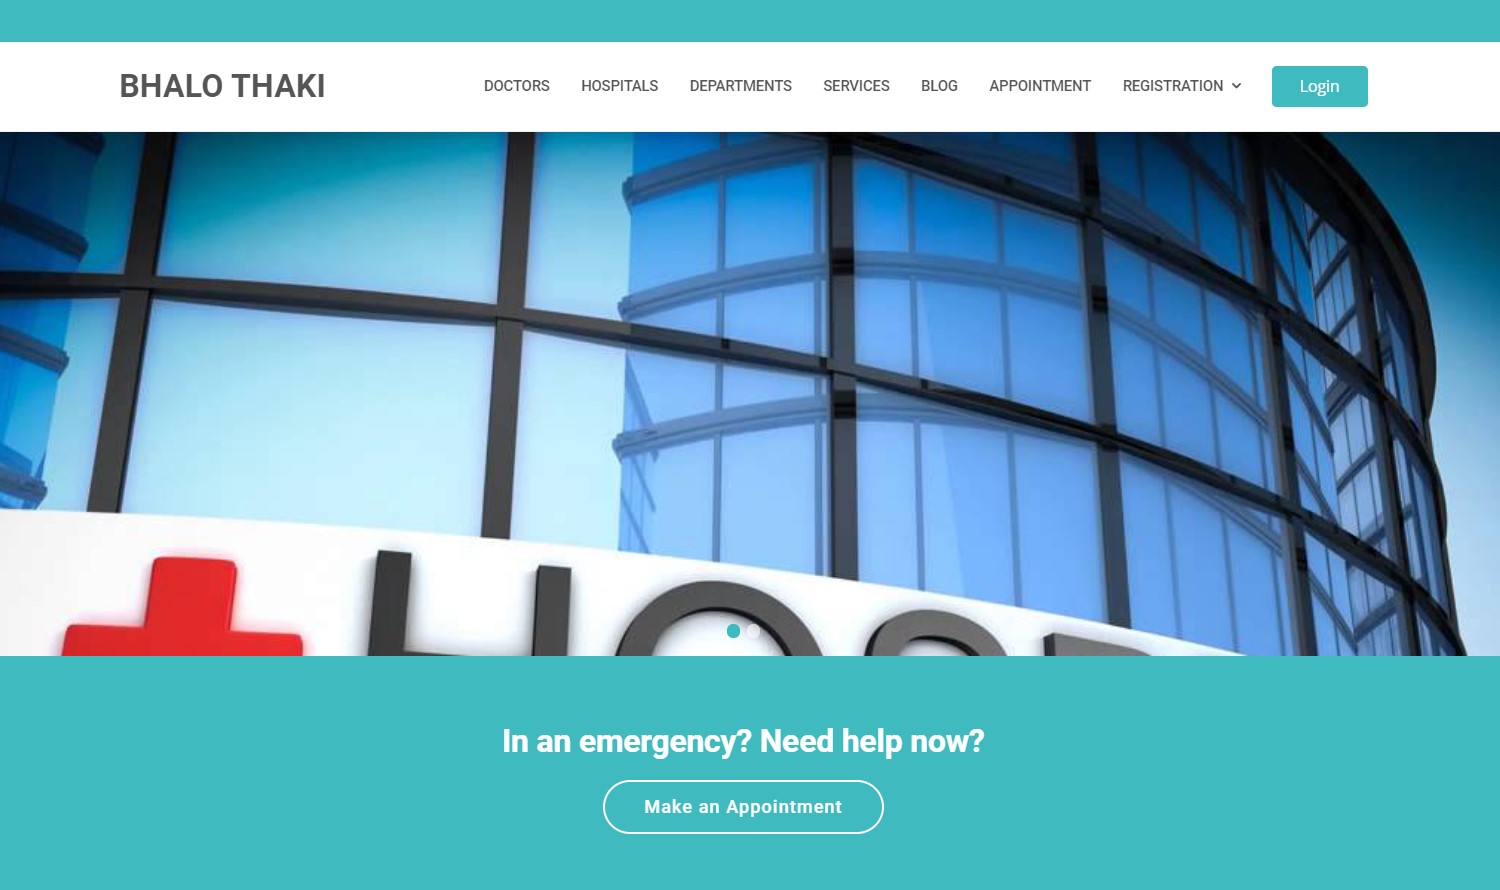 BHALO THAKI
DOCTORS HOSPITALS DEPARTMENTS SERVICES BLOG APPOINTMENT REGISTRATION Login
HOSP
In an emergency? Need help now?
Make an Appointment